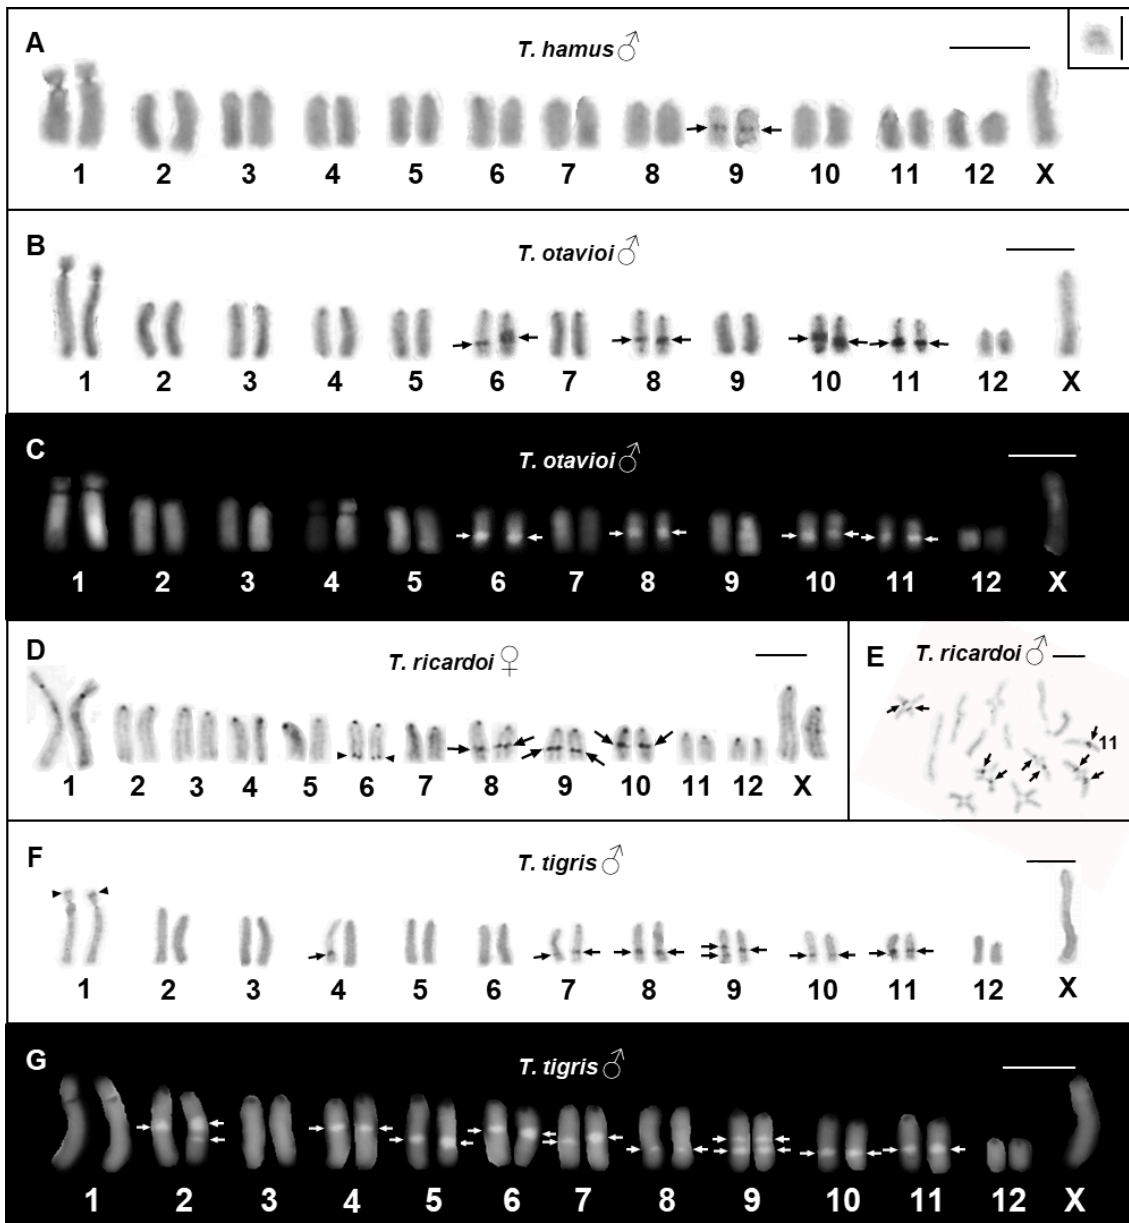 A
T. hamus ♂
1 2 3 4 5 6 7 8 9 10 11 12 X
B
T. otavioi ♂
1 2 3 4 5 6 7 8 9 10 11 12 X
C
T. otavioi ♂
1 2 3 4 5 6 7 8 9 10 11 12 X
D
T. ricardoi ♀
1 2 3 4 5 6 7 8 9 10 11 12 X
E
T. ricardoi ♂
11
F
T. tigris ♂
1 2 3 4 5 6 7 8 9 10 11 12 X
G
T. tigris ♂
1 2 3 4 5 6 7 8 9 10 11 12 X